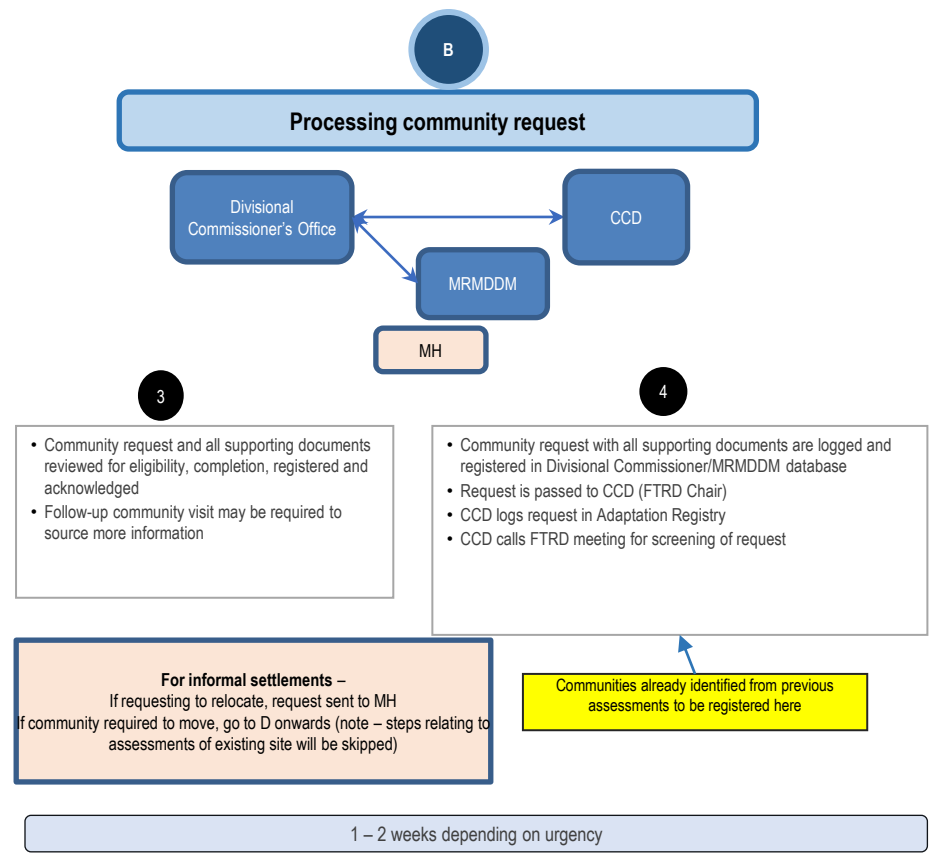 B
Processing community request
Divisional
Commissioner's Office
CCD
MRMDDM
MH
3
4
• Community request and all supporting documents
reviewed for eligibility, completion, registered and
acknowledged
• Follow-up community visit may be required to
source more information
• Community request with all supporting documents are logged and
registered in Divisional Commissioner/MRMDDM database
• Request is passed to CCD (FTRD Chair)
• CCD logs request in Adaptation Registry
• CCD calls FTRD meeting for screening of request
For informal settlements –
If requesting to relocate, request sent to MH
If community required to move, go to D onwards (note – steps relating to
assessments of existing site will be skipped)
Communities already identified from previous
assessments to be registered here
1 – 2 weeks depending on urgency